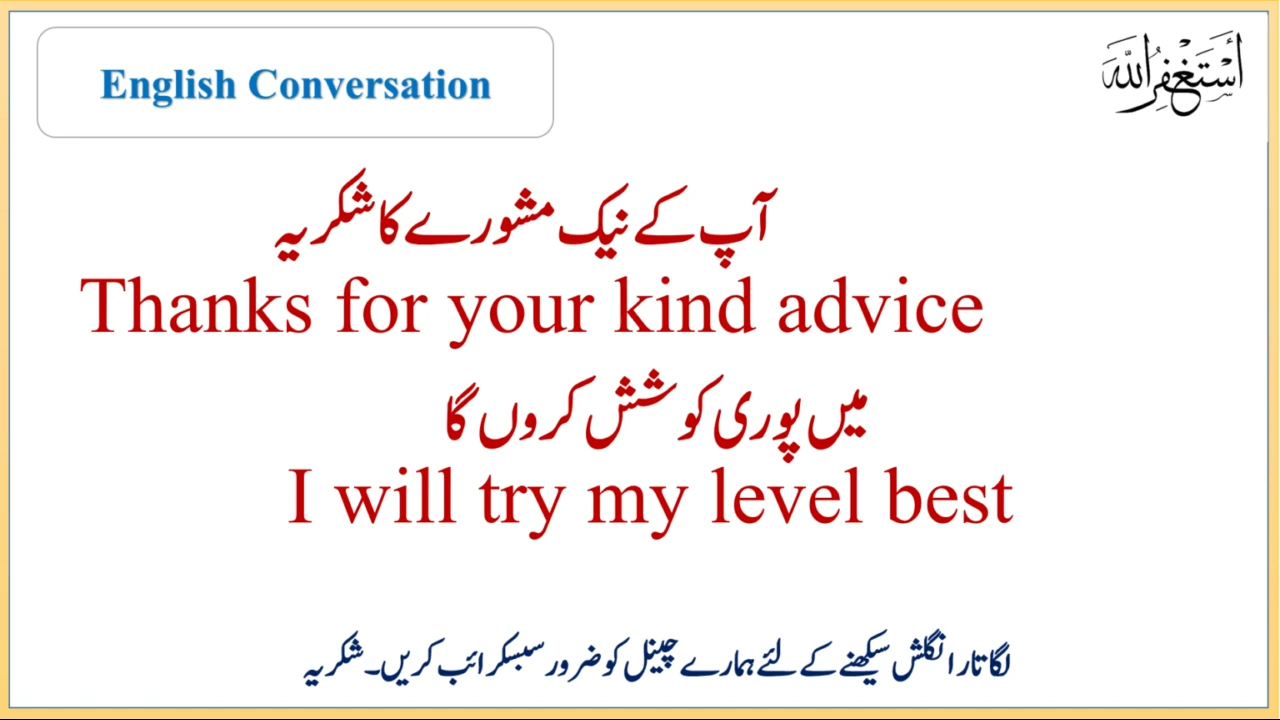 English Conversation
أَسْتَغْفِرُ اللّٰه
آپ کے نیک مشورے کا شکریہ
Thanks for your kind advice
میں پوری کوشش کروں گا
I will try my level best
لگاتار انگلش سیکھنے کے لئے ہمارے چینل کو ضرور سبسکرائب کریں۔ شکریہ